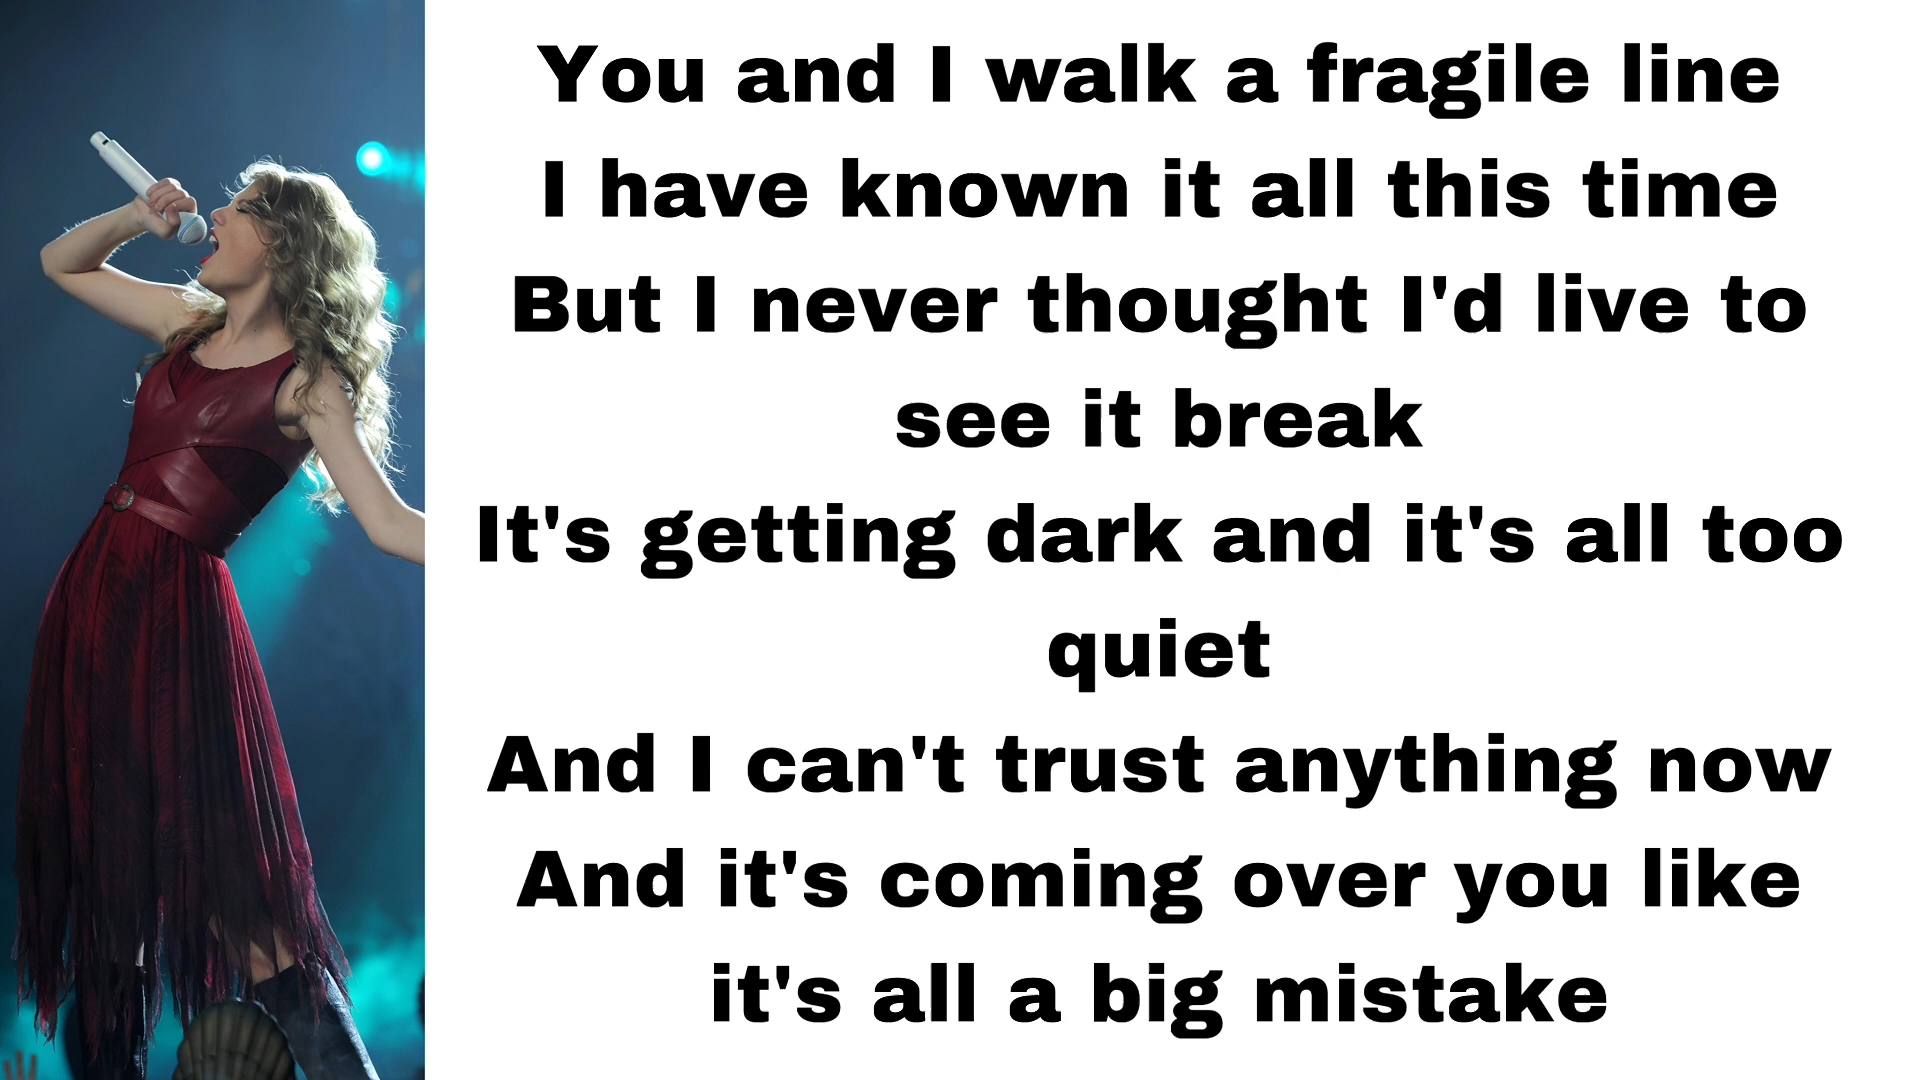 You and I walk a fragile line
I have known it all this time
But I never thought I'd live to
see it break
It's getting dark and it's all too
quiet
And I can't trust anything now
And it's coming over you like
it's all a big mistake